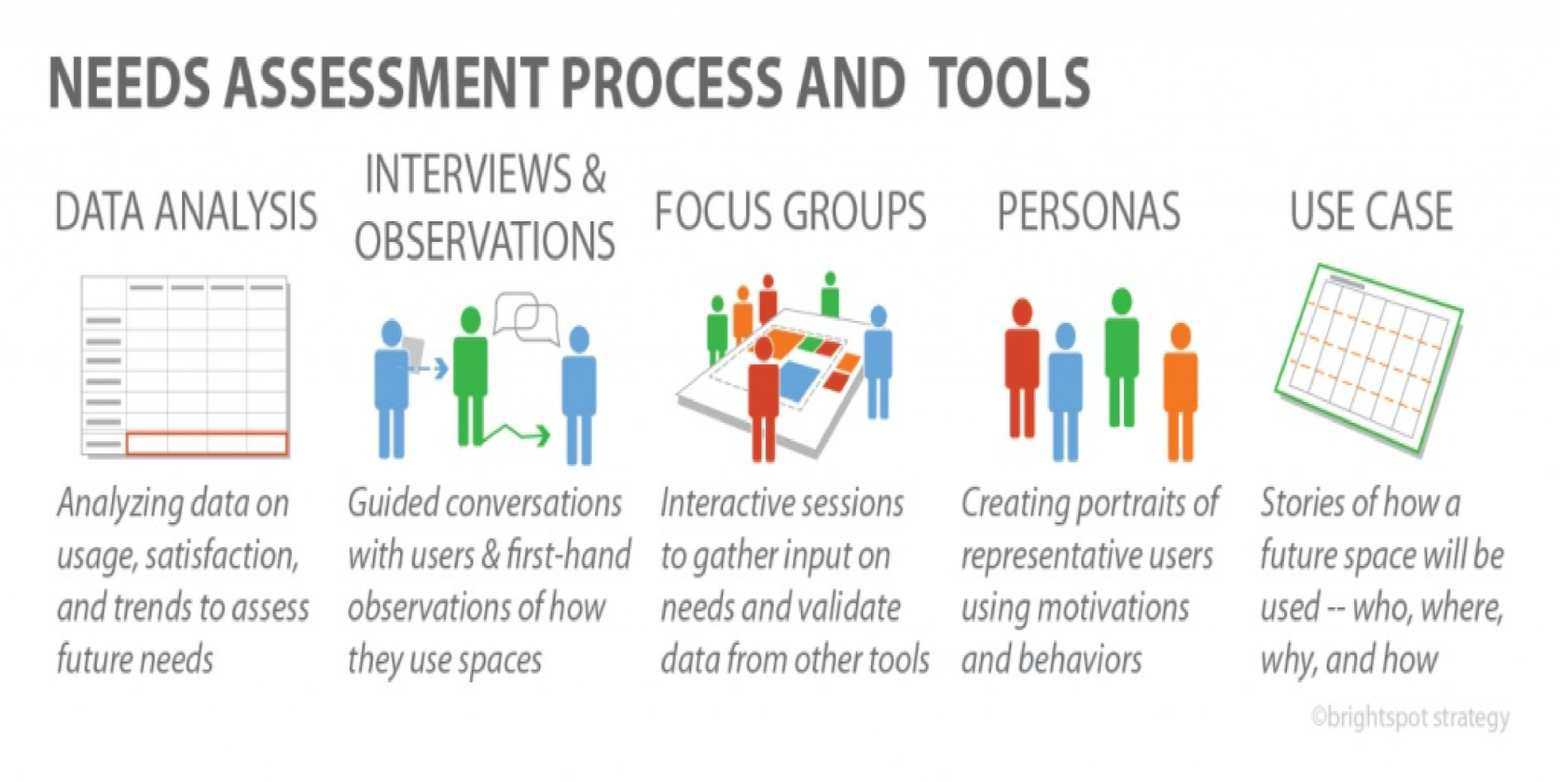 NEEDS ASSESSMENT PROCESS AND TOOLS
DATA ANALYSIS
Analyzing data on
usage, satisfaction,
and trends to assess
future needs
INTERVIEWS &
OBSERVATIONS
Guided conversations
with users & first-hand
observations of how
they use spaces
FOCUS GROUPS
Interactive sessions
to gather input on
needs and validate
data from other tools
PERSONAS
Creating portraits of
representative users
using motivations
and behaviors
USE CASE
Stories of how a
future space will be
used -- who, where,
why, and how
©brightspot strategy